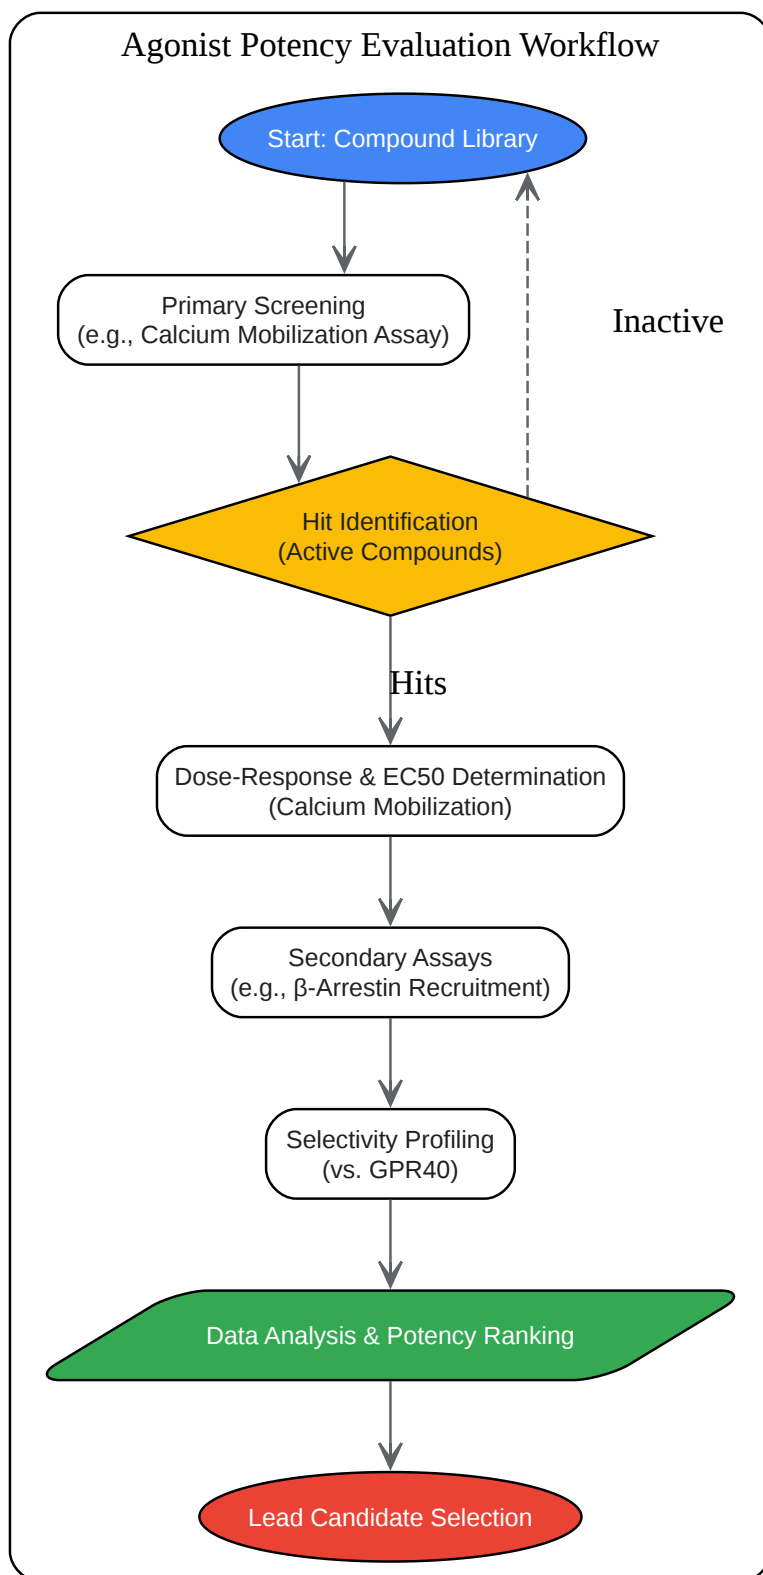 Agonist Potency Evaluation Workflow
Start: Compound Library
Primary Screening
(e.g., Calcium Mobilization Assay)
Inactive
Hit Identification
(Active Compounds)
Hits
Dose-Response & EC50 Determination
(Calcium Mobilization)
Secondary Assays
(e.g., β-Arrestin Recruitment)
Selectivity Profiling
(vs. GPR40)
Data Analysis & Potency Ranking
Lead Candidate Selection